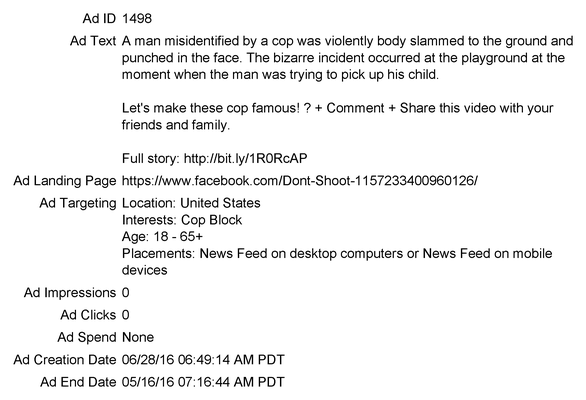 Ad ID 1498
Ad Text A man misidentified by a cop was violently body slammed to the ground and
punched in the face. The bizarre incident occurred at the playground at the
moment when the man was trying to pick up his child.
Let's make these cop famous! ? + Comment + Share this video with your
friends and family.
Full story: http://bit.ly/1R0RcAP
Ad Landing Page https://www.facebook.com/Dont-Shoot-1157233400960126/
Ad Targeting Location: United States
Interests: Cop Block
Age: 18 - 65+
Placements: News Feed on desktop computers or News Feed on mobile
devices
Ad Impressions 0
Ad Clicks 0
Ad Spend None
Ad Creation Date 06/28/16 06:49:14 AM PDT
Ad End Date 05/16/16 07:16:44 AM PDT